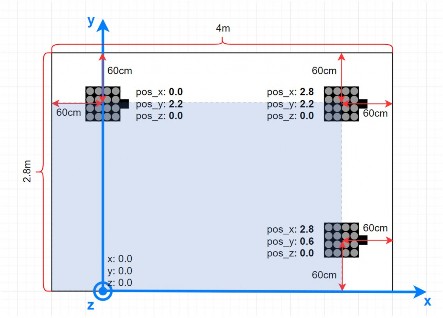 4m
y
60cm
60cm
pos_x: 0.0
pos_y: 2.2
pos_z: 0.0
60cm
pos_x: 2.8
pos_y: 2.2
pos_z: 0.0
60cm
2.8m
pos_x: 2.8
pos_y: 0.6
pos_z: 0.0
60cm
60cm
x: 0.0
y: 0.0
z: 0.0
z
x